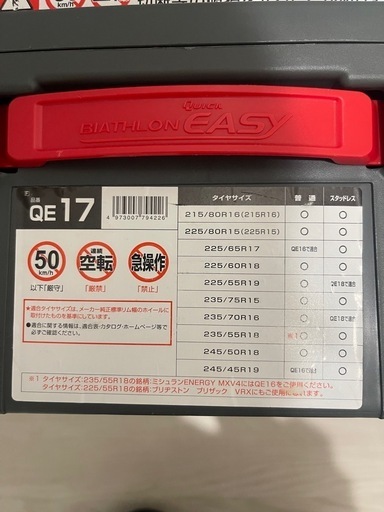 50
km/h
QUICK
BIATHLON EASY
品番
QE 17
4 973007 794226
50
km/h
連続
空転
急操作
以下「厳守」
「厳禁」
「禁止」
★適合タイヤサイズは、メーカー純正標準リム幅のホイールに
取付けたものを基準にしています。
●適合に関する情報は、適合表・カタログ・ホームページ等で
必ずご確認ください。
タイヤサイズ 普通 スタッドレス
215/80R16(215R16) ○ ○
225/80R15(225R15) ○ ○
225/65R17 QE16で適合 ○
225/60R18 ○ ○
225/55R19 ○ QE18で適合
235/75R15 ○ ○
235/70R16 ○ QE18で適合
235/55R18 ※1○ ○
245/50R18 ○ ○
245/45R19 QE16で適合 ○
※1 タイヤサイズ:235/55R18の銘柄:ミシュランENERGY MXV4にはQE16をご使用ください。
タイヤサイズ:225/55R18の銘柄:ブリヂストン ブリザック VRXにもご使用になれます。